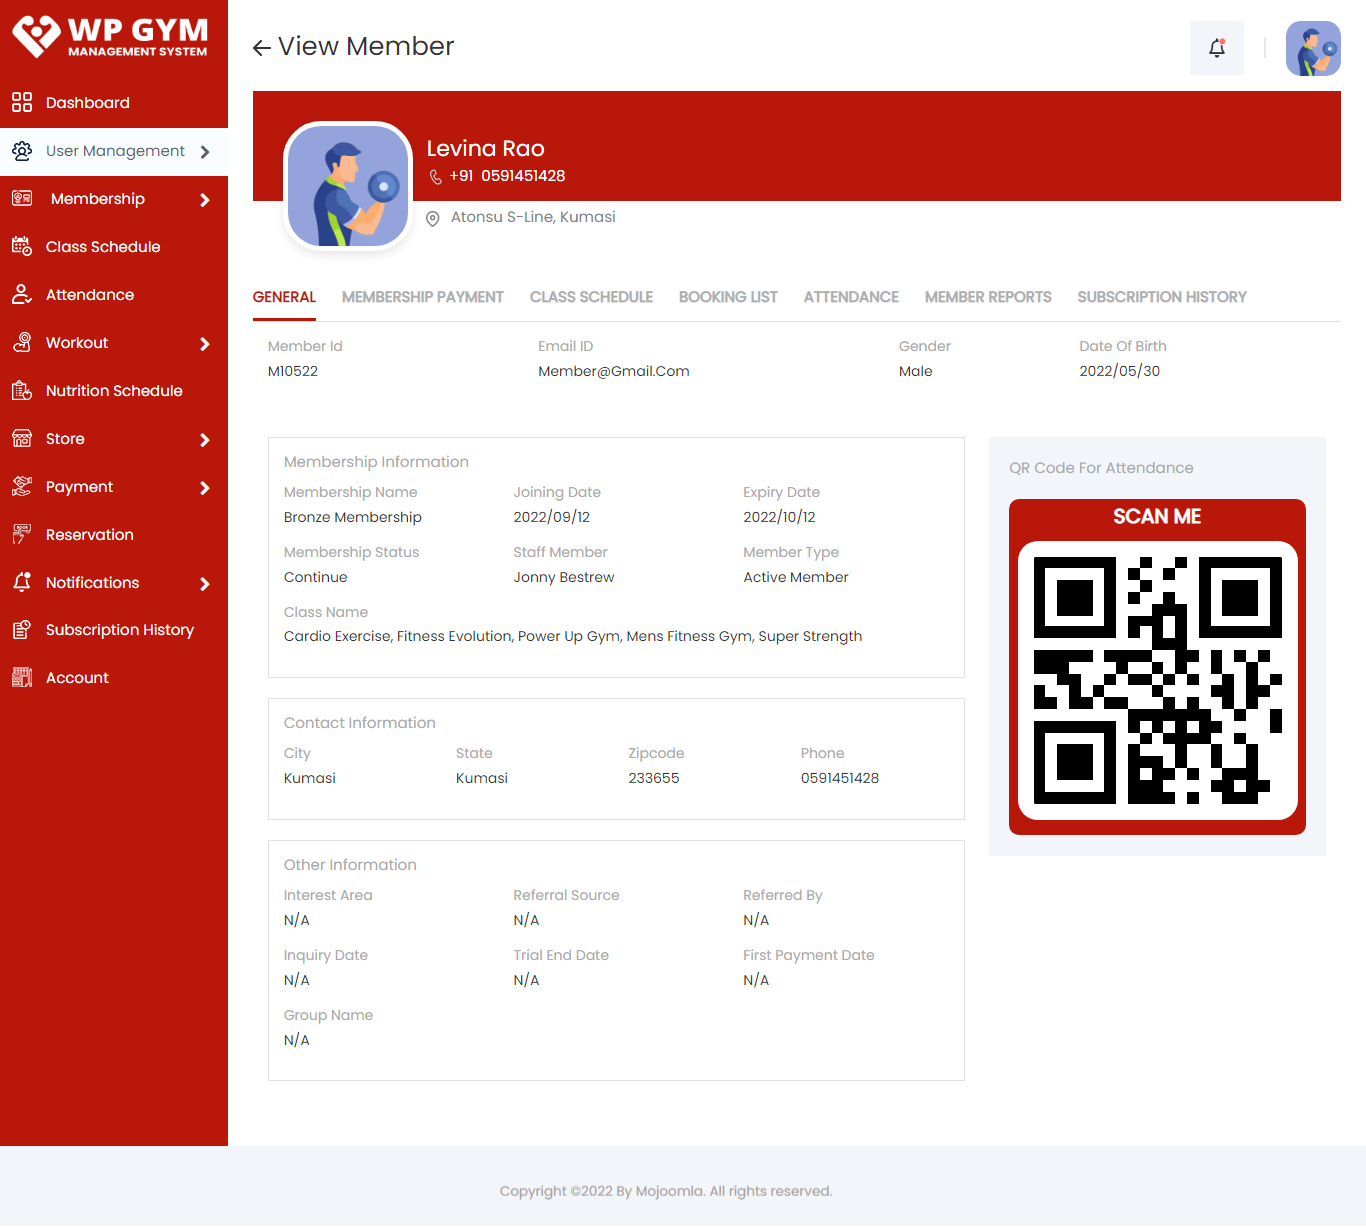 WP GYM
MANAGEMENT SYSTEM
Dashboard
User Management
Membership
Class Schedule
Attendance
Workout
Nutrition Schedule
Store
Payment
Reservation
Notifications
Subscription History
Account
View Member
Levina Rao
+91 0591451428
Atonsu S-Line, Kumasi
GENERAL MEMBERSHIP PAYMENT CLASS SCHEDULE BOOKING LIST ATTENDANCE MEMBER REPORTS SUBSCRIPTION HISTORY
Member Id Email ID Gender Date Of Birth
M10522 Member@Gmail.Com Male 2022/05/30
Membership Information
Membership Name Joining Date Expiry Date
Bronze Membership 2022/09/12 2022/10/12
Membership Status Staff Member Member Type
Continue Jonny Bestrew Active Member
Class Name
Cardio Exercise, Fitness Evolution, Power Up Gym, Mens Fitness Gym, Super Strength
QR Code For Attendance
SCAN ME
Contact Information
City State Zipcode Phone
Kumasi Kumasi 233655 0591451428
Other Information
Interest Area Referral Source Referred By
N/A N/A N/A
Inquiry Date Trial End Date First Payment Date
N/A N/A N/A
Group Name
N/A
Copyright ©2022 By Mojoomla. All rights reserved.